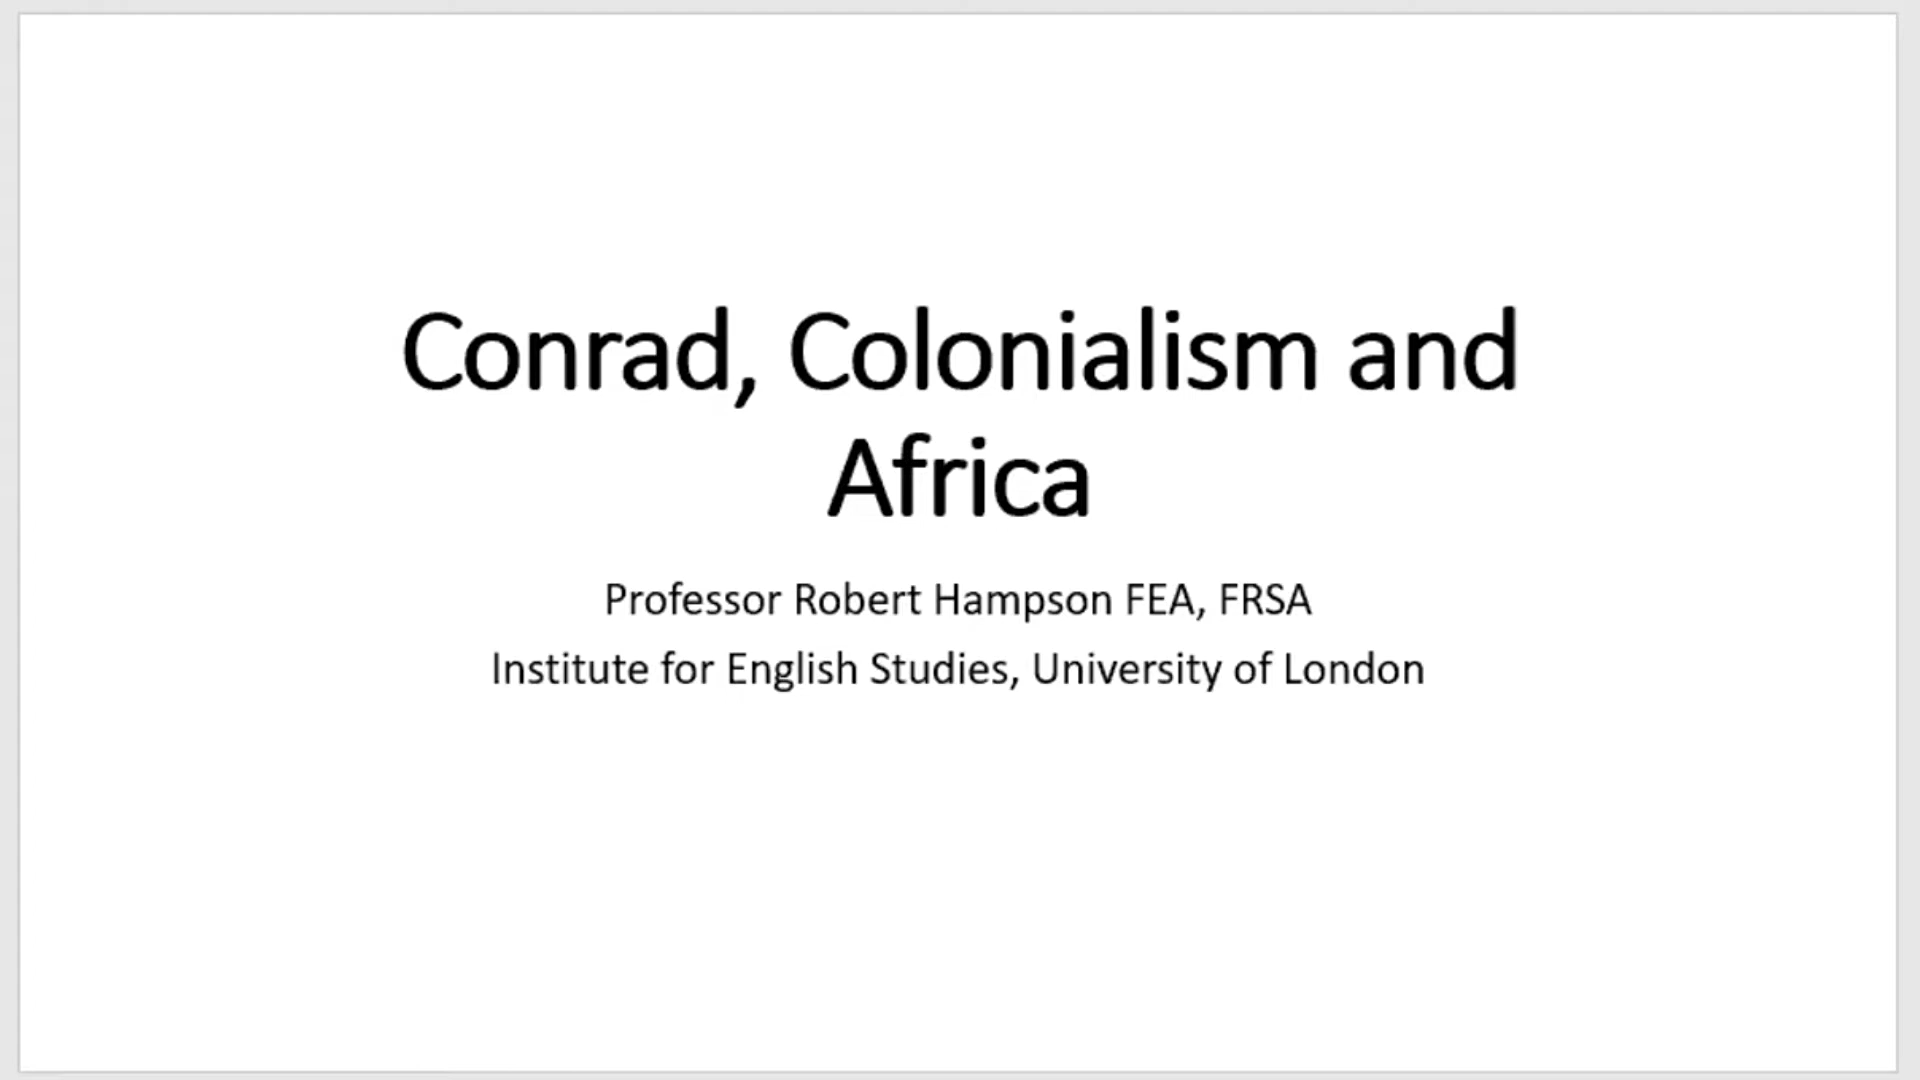 Conrad, Colonialism and
Africa
Professor Robert Hampson FEA, FRSA
Institute for English Studies, University of London